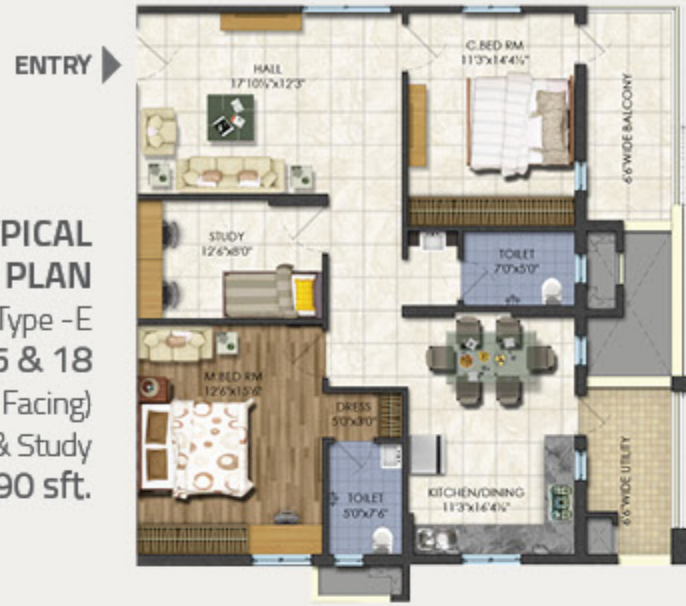 ENTRY
HALL
17'10½"x12'3"
C.BED RM
11'3"x14'4½"
6'6"WIDE BALCONY
PICAL
PLAN
Type -E
5 & 18
Facing)
& Study
90 sft.
STUDY
12'6"x8'0"
TOILET
7'0"x5'0"
M.BED RM
12'6"x15'6"
DRESS
5'0"x3'0"
TOILET
5'0"x7'6"
KITCHEN/DINING
11'3"x16'4½"
6'6"WIDE UTILITY